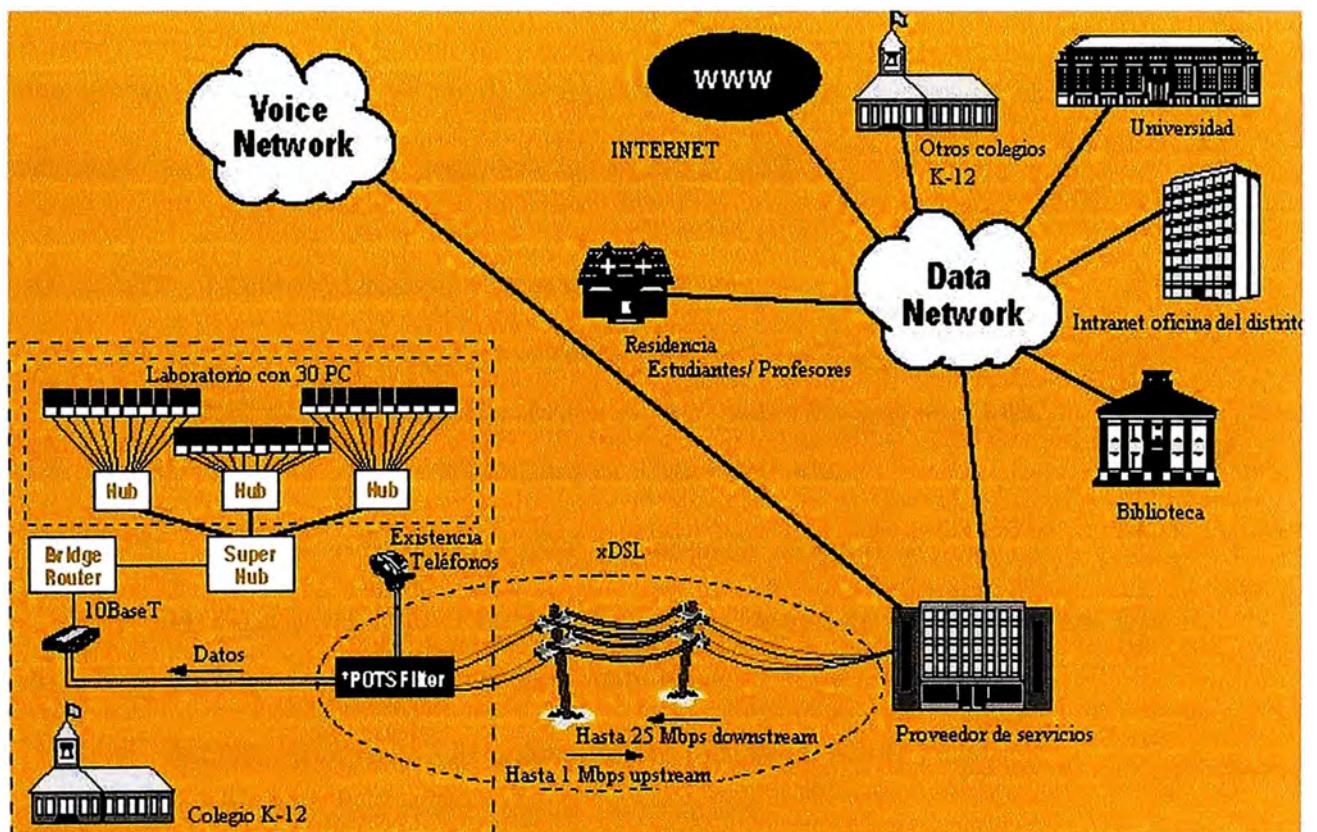 Voice
Network
WWW
INTERNET
Otros colegios
K-12
Universidad
Data
Network
Intranet oficina del distrito
Residencia
Estudiantes/ Profesores
Biblioteca
Laboratorio con 30 PC
Hub
Hub
Hub
Bridge
Router
Super
Hub
10BaseT
Existencia
Teléfonos
xDSL
Datos
*POTS Filter
Hasta 25 Mbps downstream
Hasta 1 Mbps upstream
Proveedor de servicios
Colegio K-12